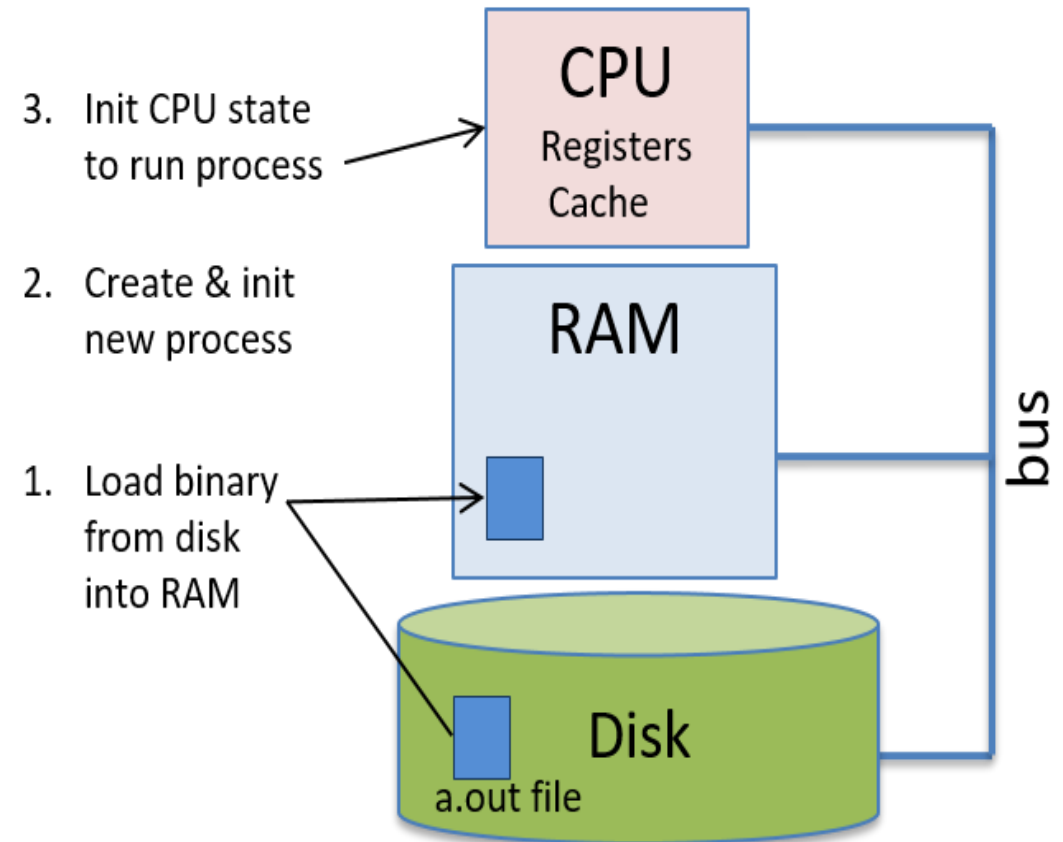 CPU
Registers
Cache
3. Init CPU state
to run process
2. Create & init
new process
RAM
1. Load binary
from disk
into RAM
bus
Disk
a.out file